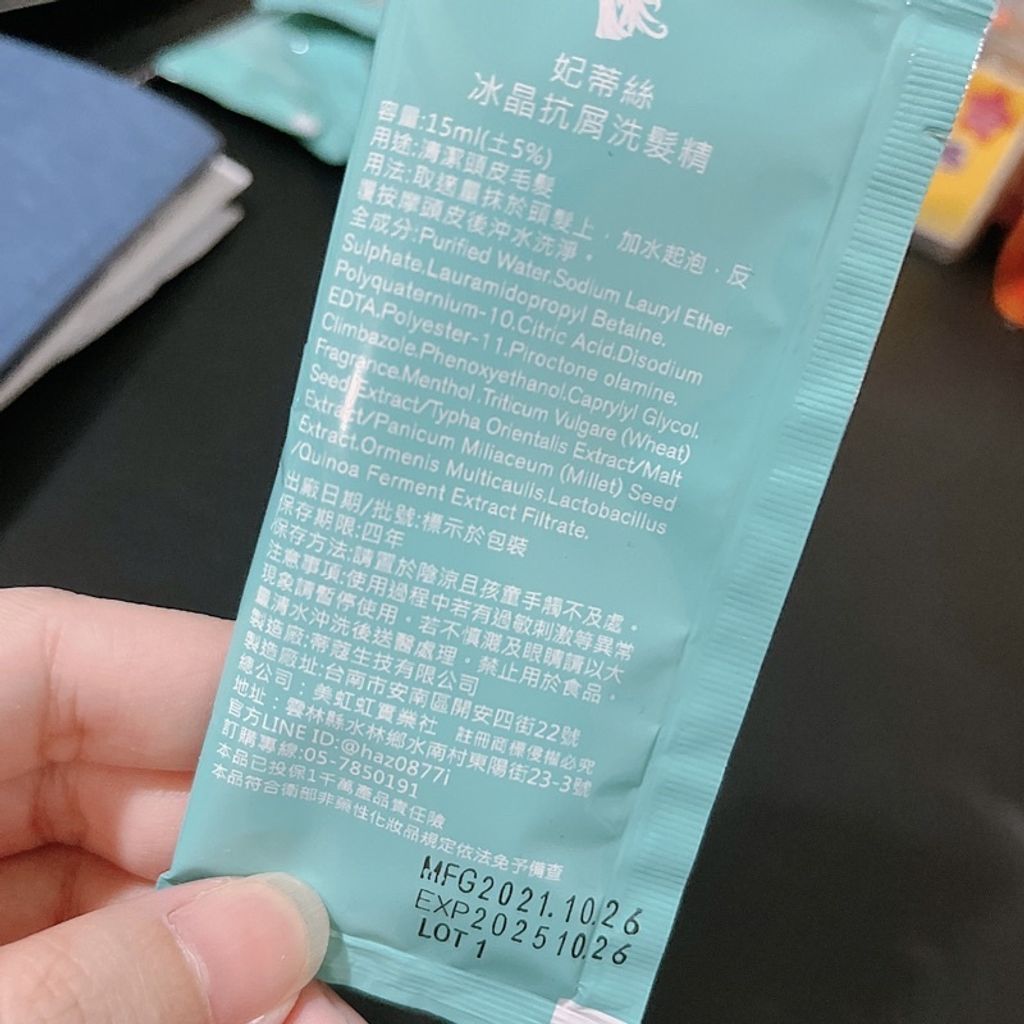 妃蒂絲
冰晶抗屑洗髮精
容量:15ml(±5%)
用途:清潔頭皮毛髮
用法:取適量抹於頭髮上，加水起泡，反
覆按摩頭皮後沖水洗淨。
全成分:Purified Water.Sodium Lauryl Ether
Sulphate.Lauramidopropyl Betaine.
Polyquaternium-10.Citric Acid.Disodium
EDTA.Polyester-11.Piroctone olamine.
Climbazole.Phenoxyethanol.Caprylyl Glycol.
Fragrance.Menthol.Triticum Vulgare (Wheat)
Seed Extract/Typha Orientalis Extract/Malt
Extract/Panicum Miliaceum (Millet) Seed
Extract.Ormenis Multicaulis.Lactobacillus
/Quinoa Ferment Extract Filtrate.
出廠日期/批號:標示於包裝
保存期限:四年
保存方法:請置於陰涼且孩童手觸不及處。
注意事項:使用過程中若有過敏刺激等異常
現象請暫停使用。若不慎濺及眼睛請以大
量清水沖洗後送醫處理。禁止用於食品。
製造廠:蒂蔻生技有限公司
製造廠址:台南市安南區開安四街22號
總公司：美虹虹實業社 註冊商標侵權必究
地址：雲林縣水林鄉水南村東陽街23-3號
官方LINE ID:@haz0877i
訂購專線:05-7850191
本品已投保1千萬產品責任險
本品符合衛部非藥性化妝品規定依法免予備查
MFG2021.10.26
EXP20251026
LOT 1